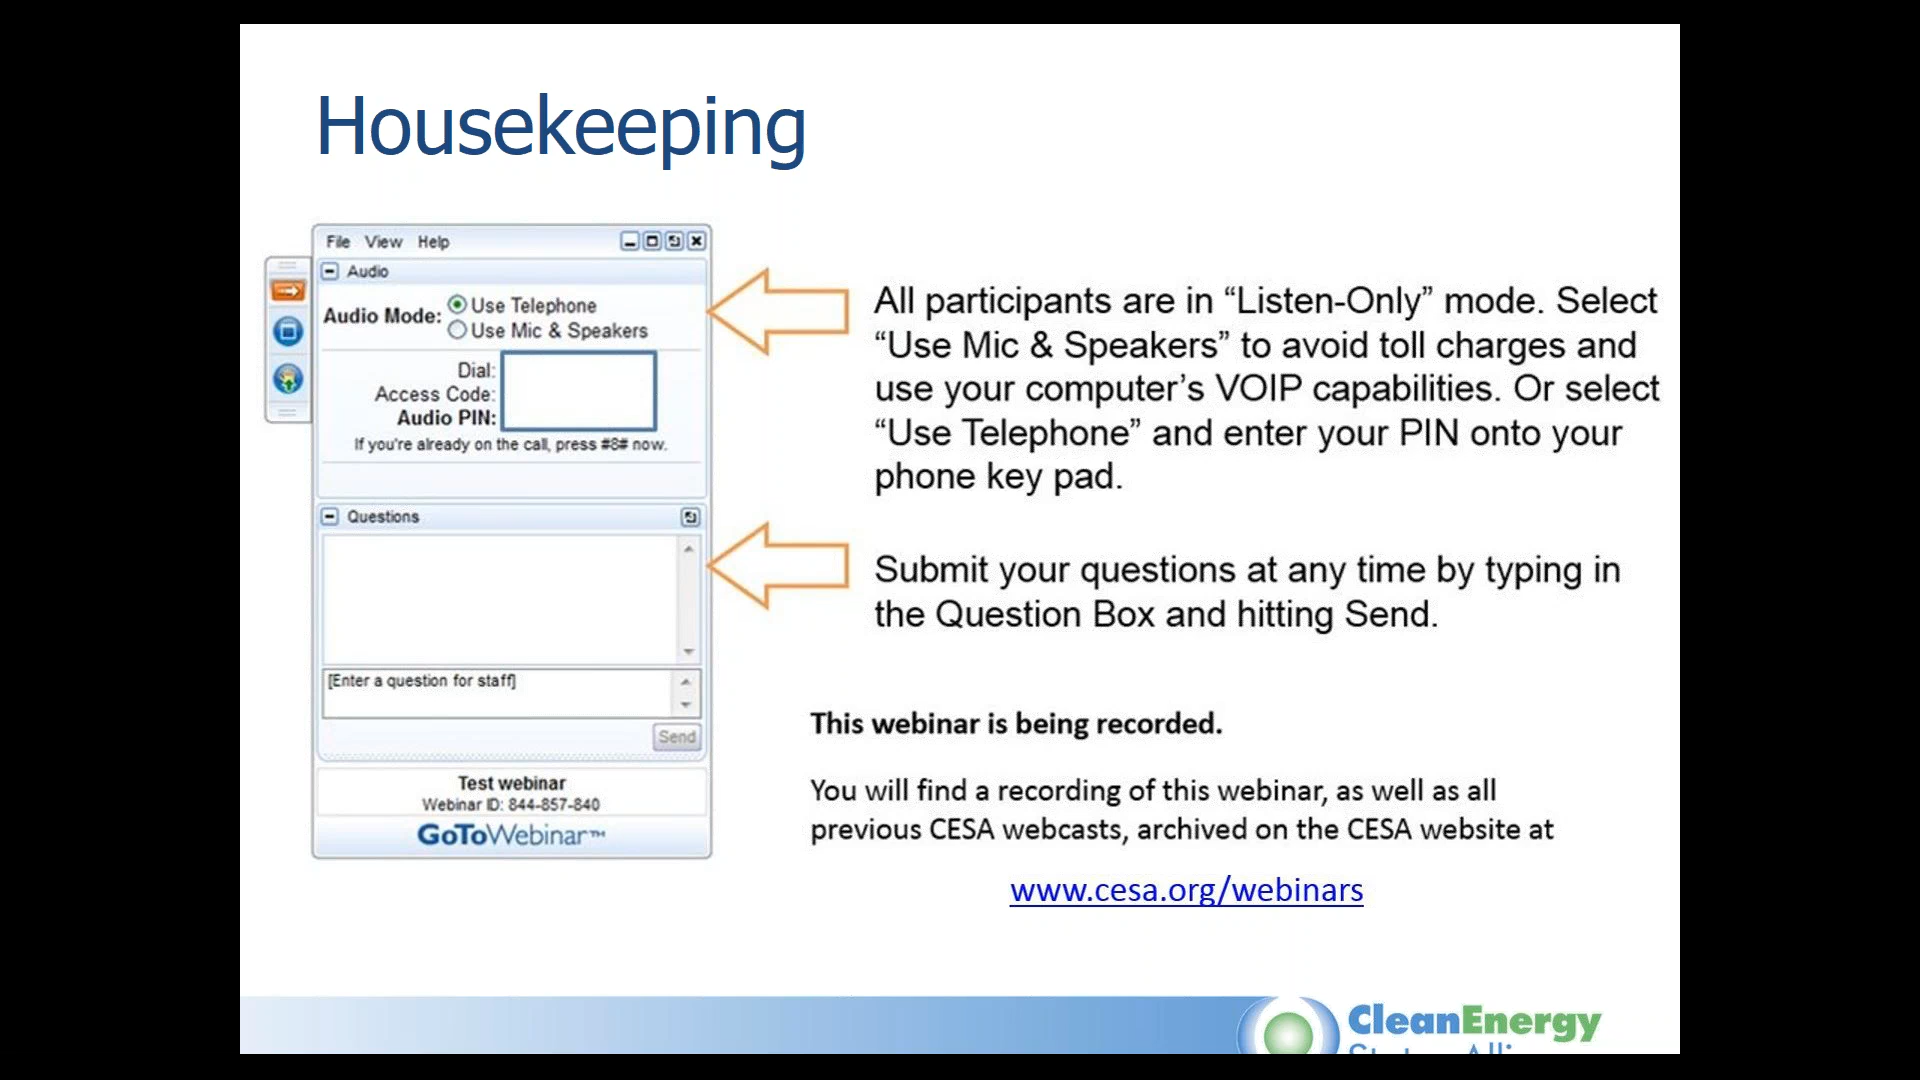 Housekeeping
File View Help
Audio
Audio Mode: Use Telephone
Use Mic & Speakers
Dial:
Access Code:
Audio PIN:
If you're already on the call, press #8# now.
Questions
[Enter a question for staff]
Send
Test webinar
Webinar ID: 844-857-840
GoToWebinar™
All participants are in “Listen-Only” mode. Select
“Use Mic & Speakers” to avoid toll charges and
use your computer’s VOIP capabilities. Or select
“Use Telephone” and enter your PIN onto your
phone key pad.
Submit your questions at any time by typing in
the Question Box and hitting Send.
This webinar is being recorded.
You will find a recording of this webinar, as well as all
previous CESA webcasts, archived on the CESA website at
www.cesa.org/webinars
CleanEnergy